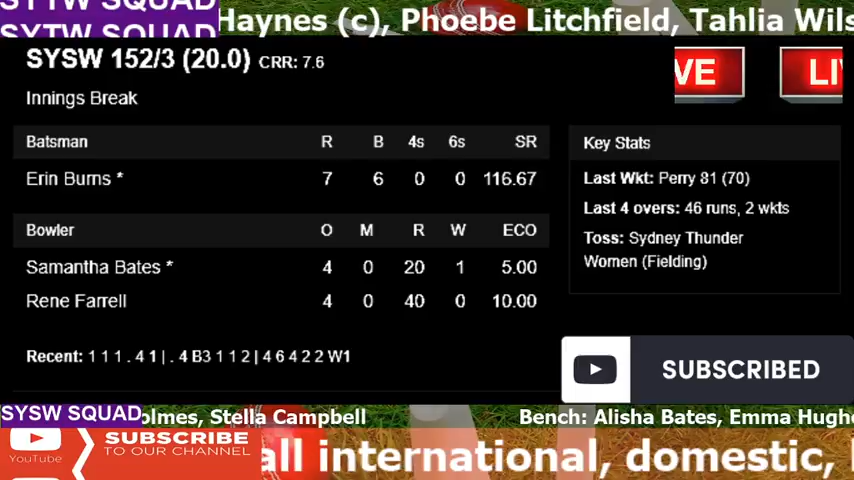 SYTW SQUAD
SYTW SQUAD
Haynes (c), Phoebe Litchfield, Tahlia Wils
SYSW 152/3 (20.0) CRR: 7.6
VE
LI
Innings Break
Batsman R B 4s 6s SR
Erin Burns * 7 6 0 0 116.67
Bowler O M R W ECO
Samantha Bates * 4 0 20 1 5.00
Rene Farrell 4 0 40 0 10.00
Recent: 1 1 1 . 4 1 | . 4 B3 1 1 2 | 4 6 4 2 2 W1
Key Stats
Last Wkt: Perry 81 (70)
Last 4 overs: 46 runs, 2 wkts
Toss: Sydney Thunder
Women (Fielding)
SUBSCRIBED
SYSW SQUAD
olmes, Stella Campbell
Bench: Alisha Bates, Emma Hughe
YouTube
SUBSCRIBE
TO OUR CHANNEL
all international, domestic,